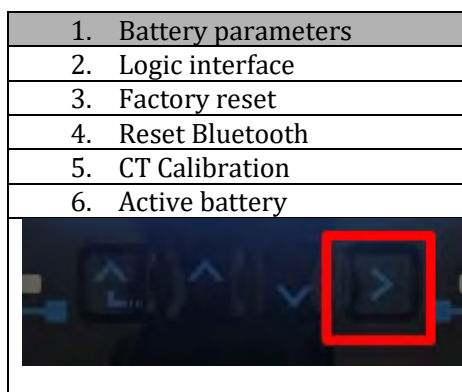 1. Battery parameters
2. Logic interface
3. Factory reset
4. Reset Bluetooth
5. CT Calibration
6. Active battery